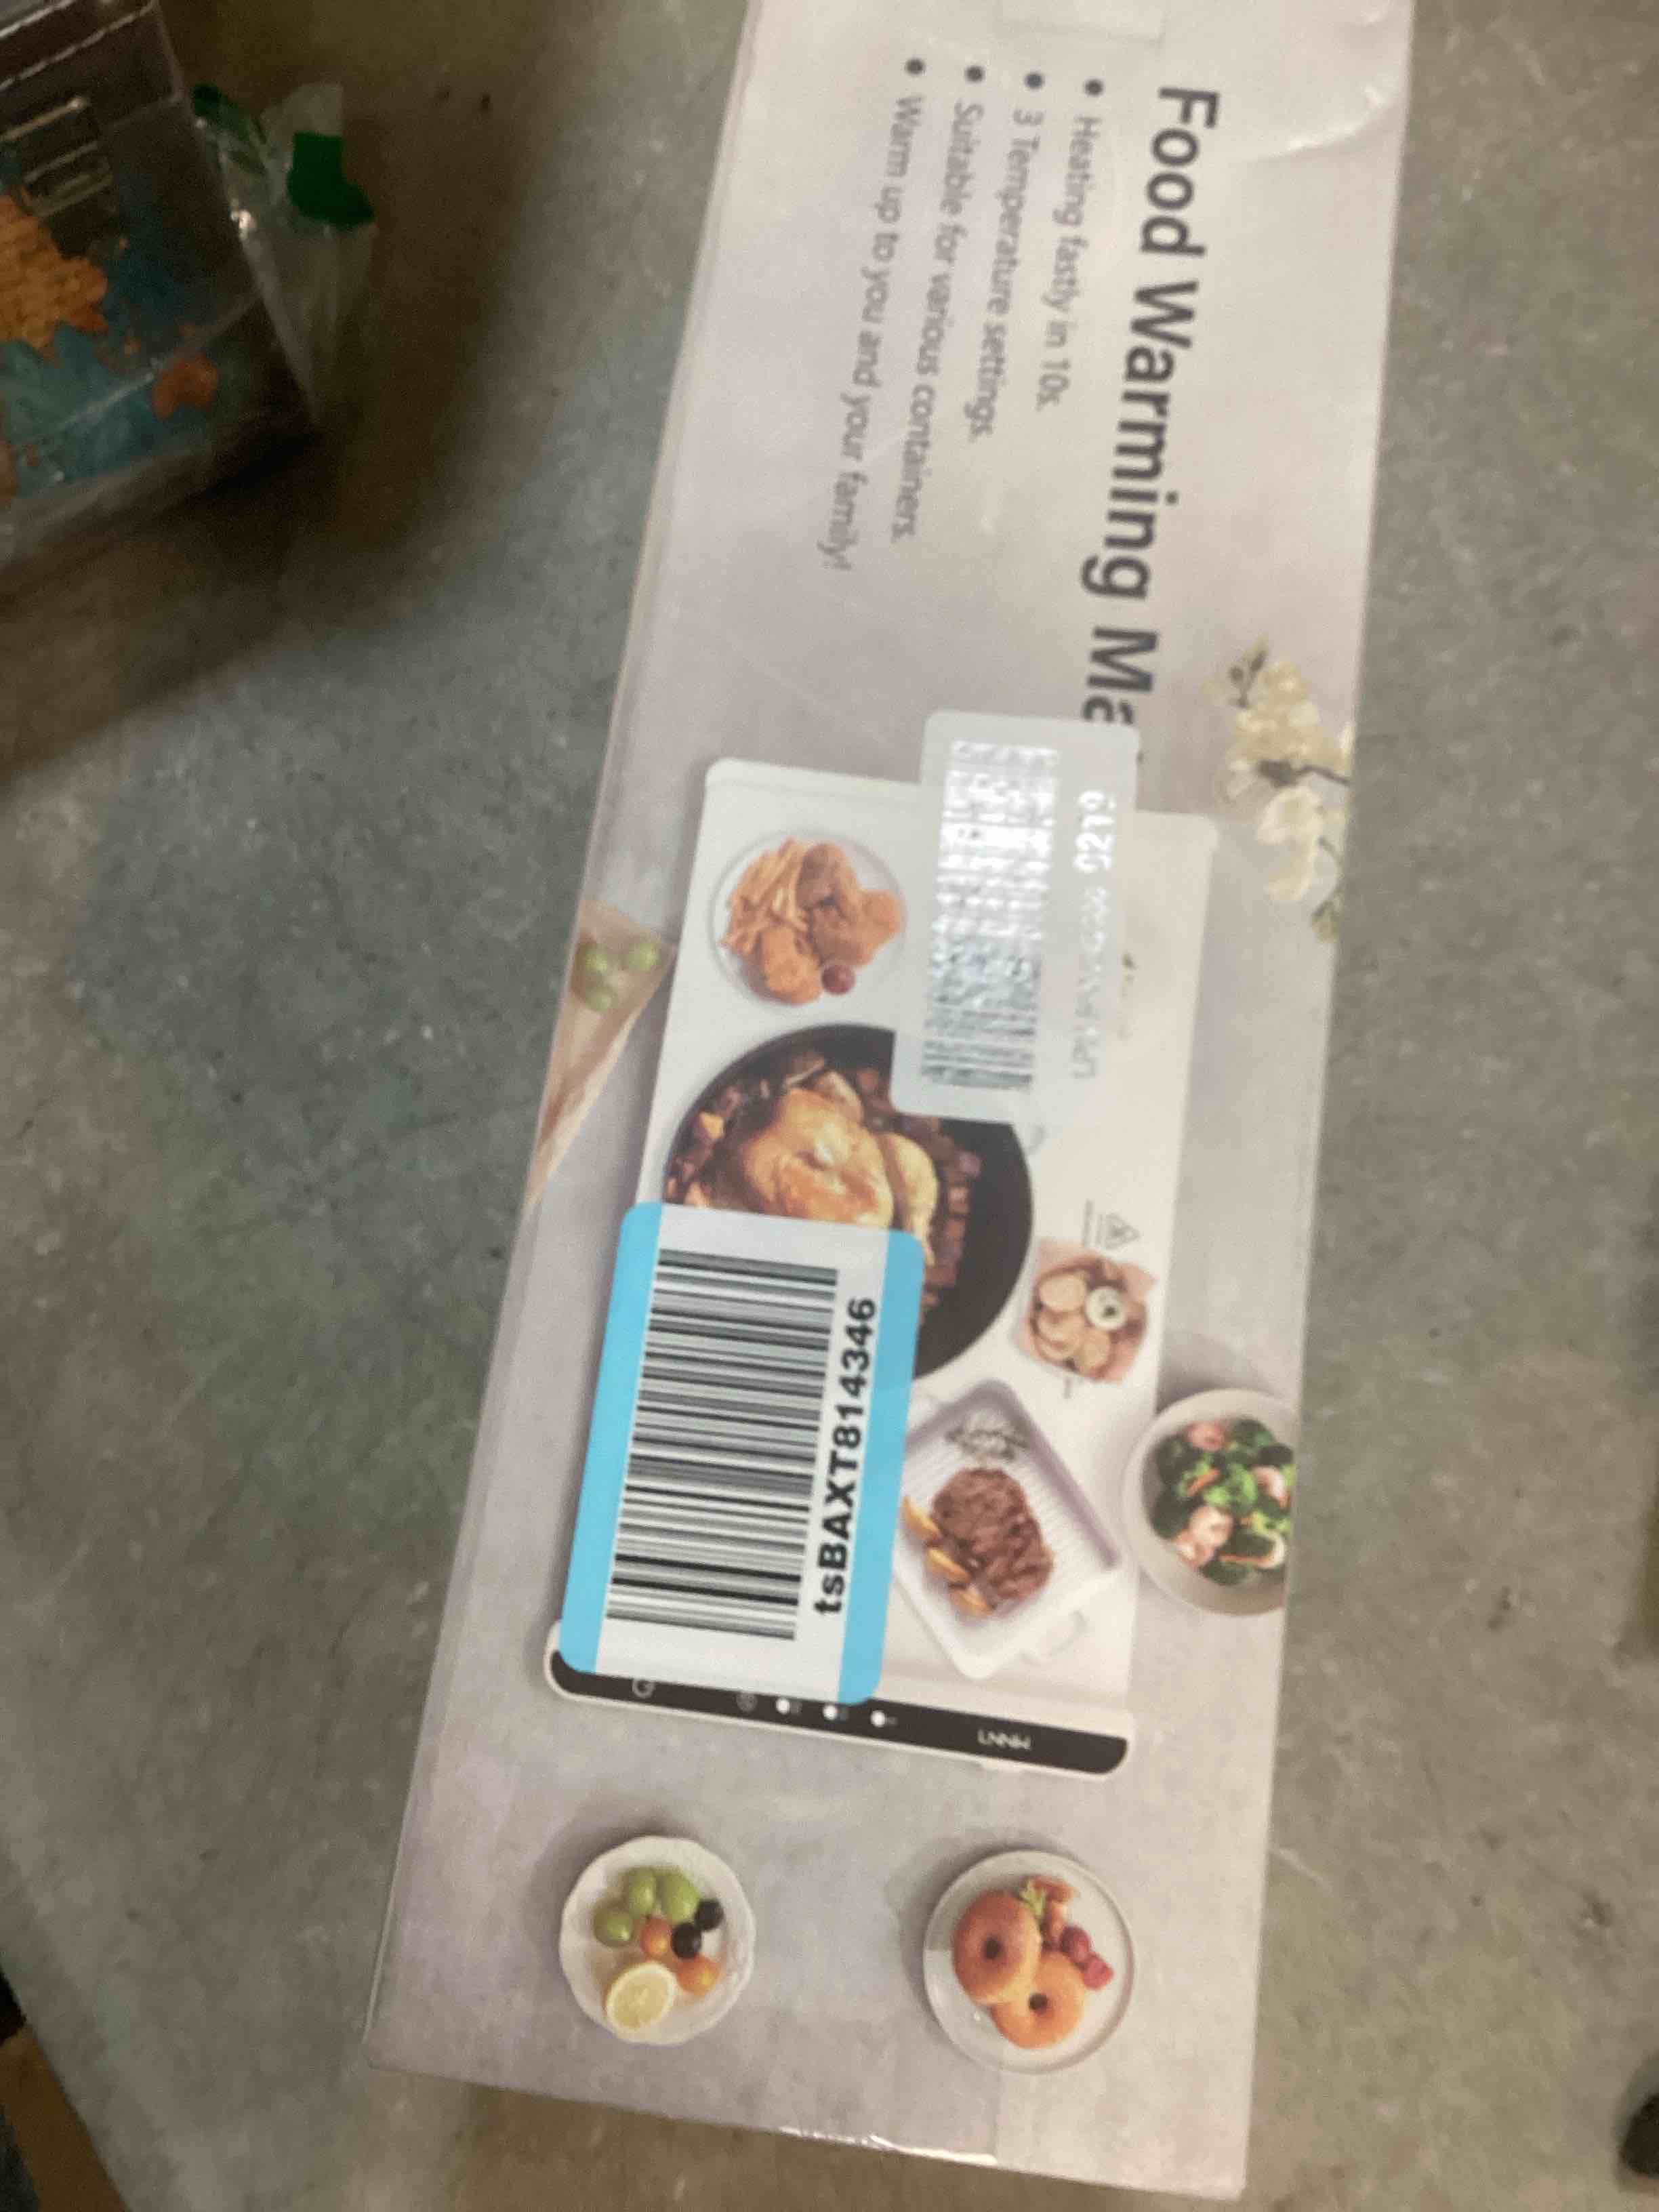 Food Warming Ma
• Heating fastly in 10s.
• 3 Temperature settings.
• Suitable for various containers.
• Warm up to you and your family!
tsBAXT814346